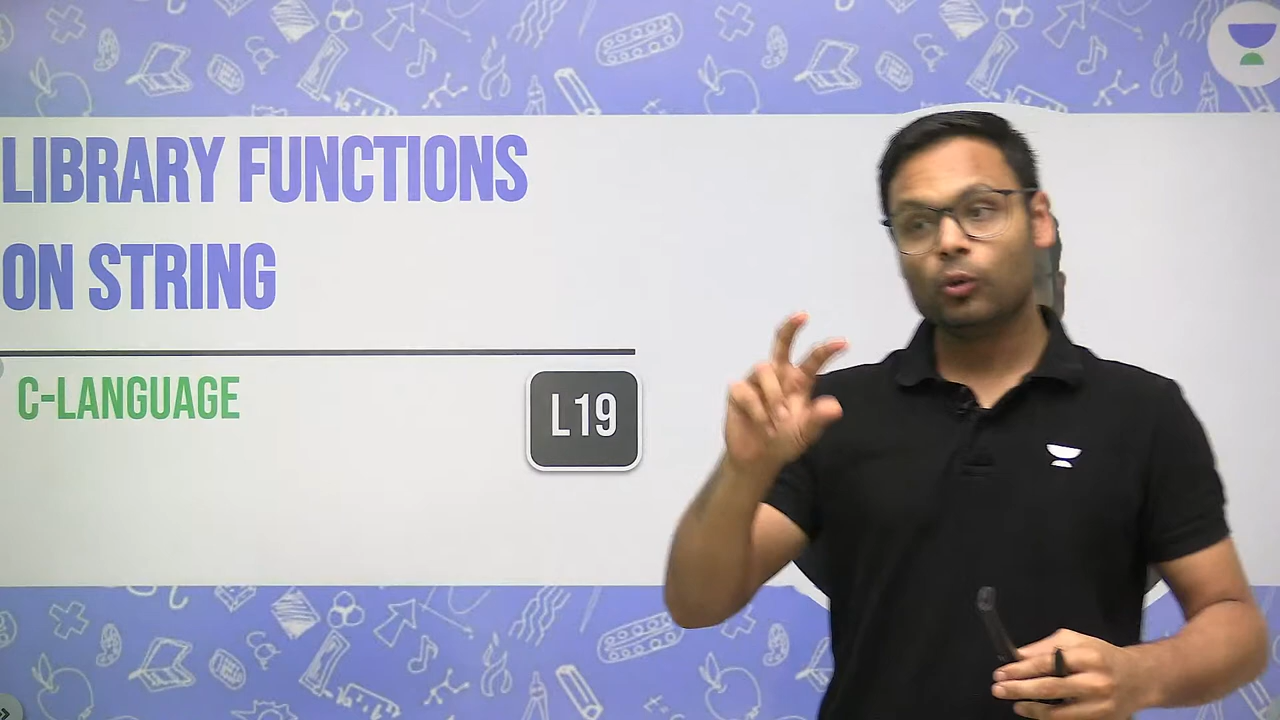 LIBRARY FUNCTIONS
ON STRING
C-LANGUAGE
L19